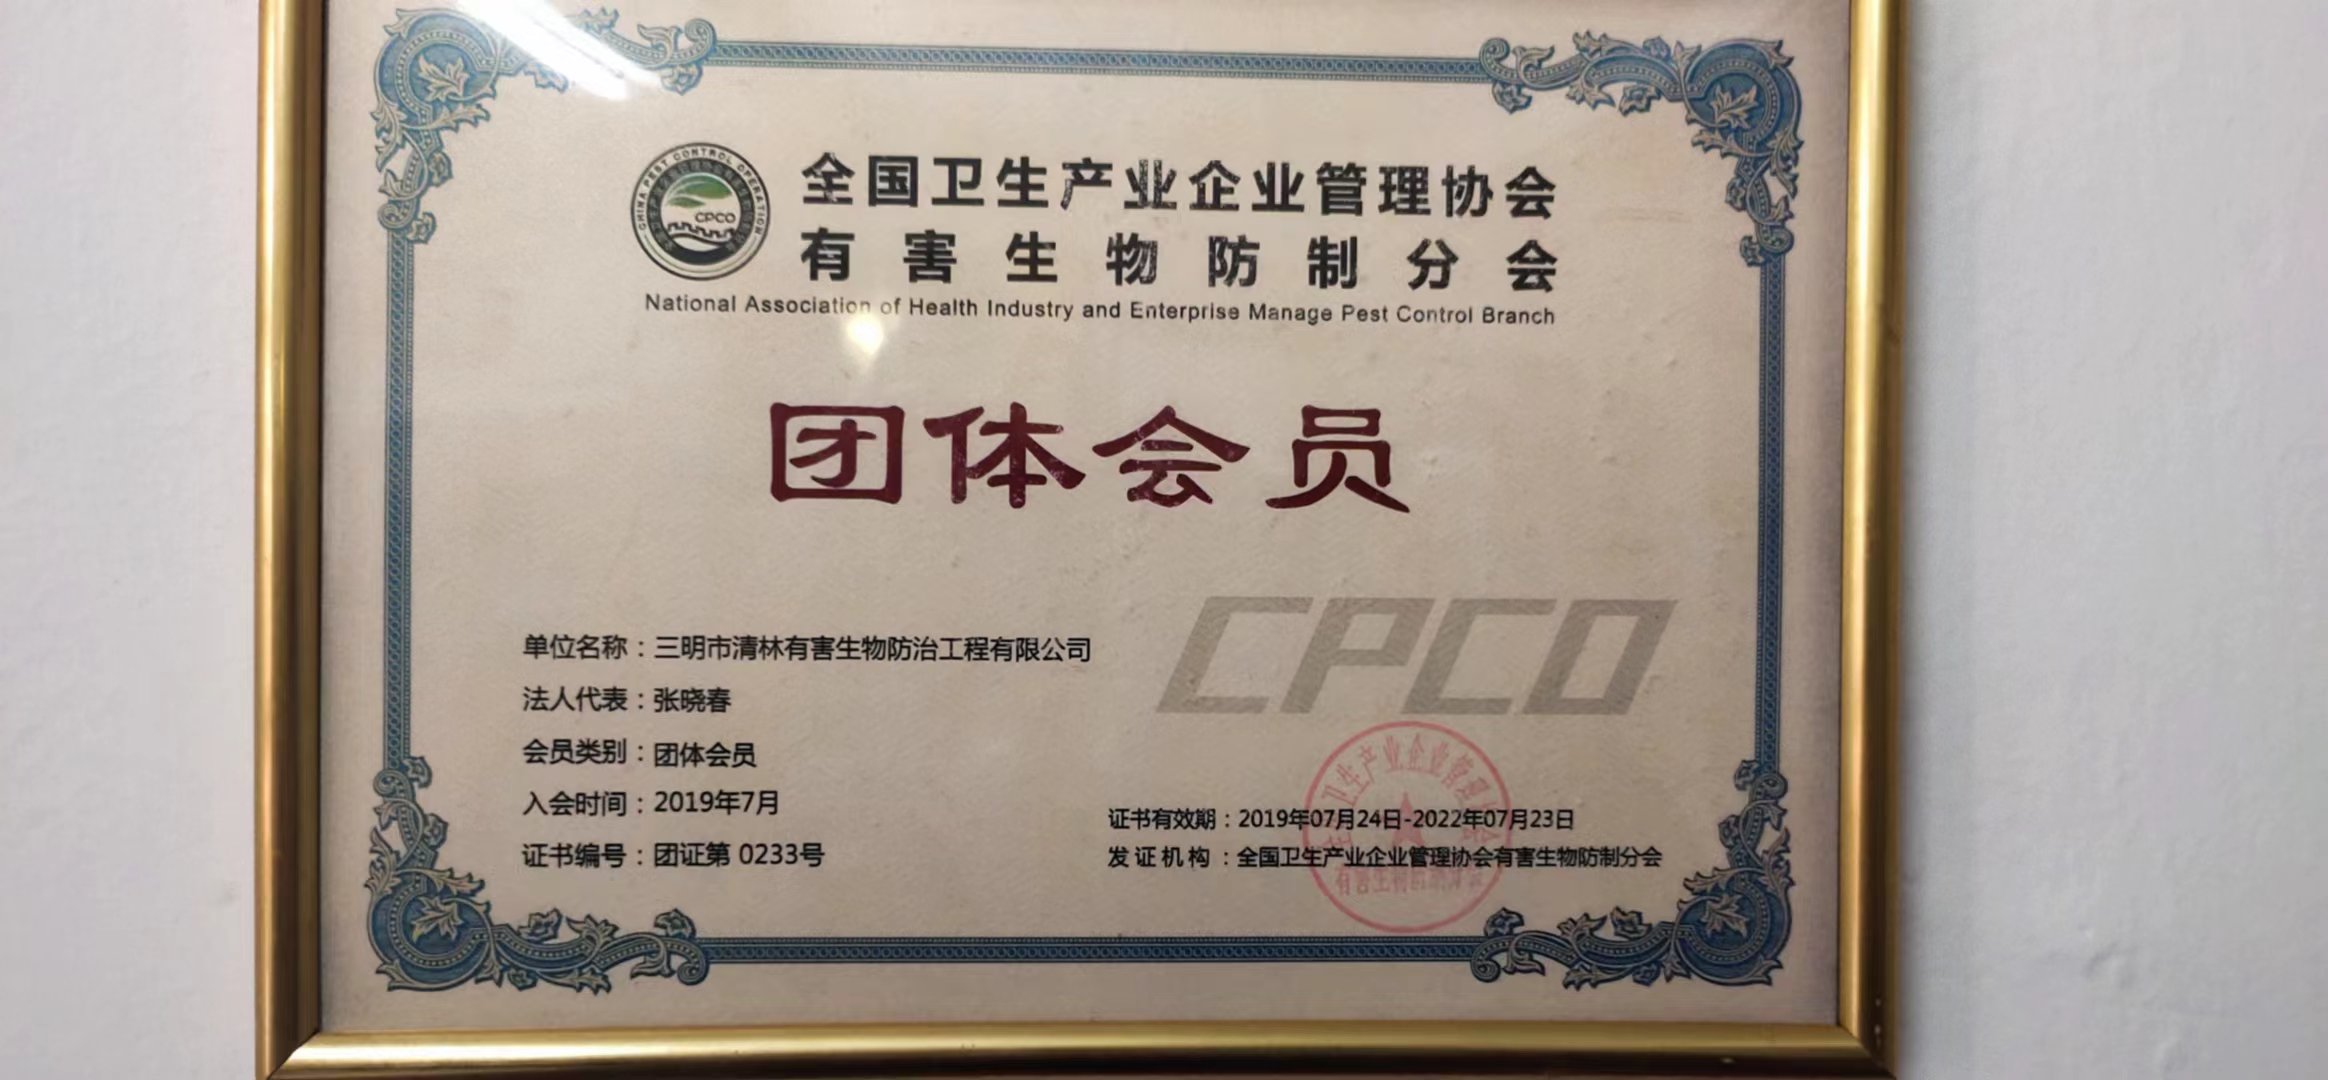 CHINA PEST CONTROL OPERATION
CPCO
全国卫生产业企业管理协会
有害生物防制分会
National Association of Health Industry and Enterprise Manage Pest Control Branch
团体会员
CPCO
单位名称：三明市清林有害生物防治工程有限公司
法人代表：张晓春
会员类别：团体会员
入会时间：2019年7月
证书编号：团证第 0233号
证书有效期：2019年07月24日-2022年07月23日
发证机构：全国卫生产业企业管理协会有害生物防制分会